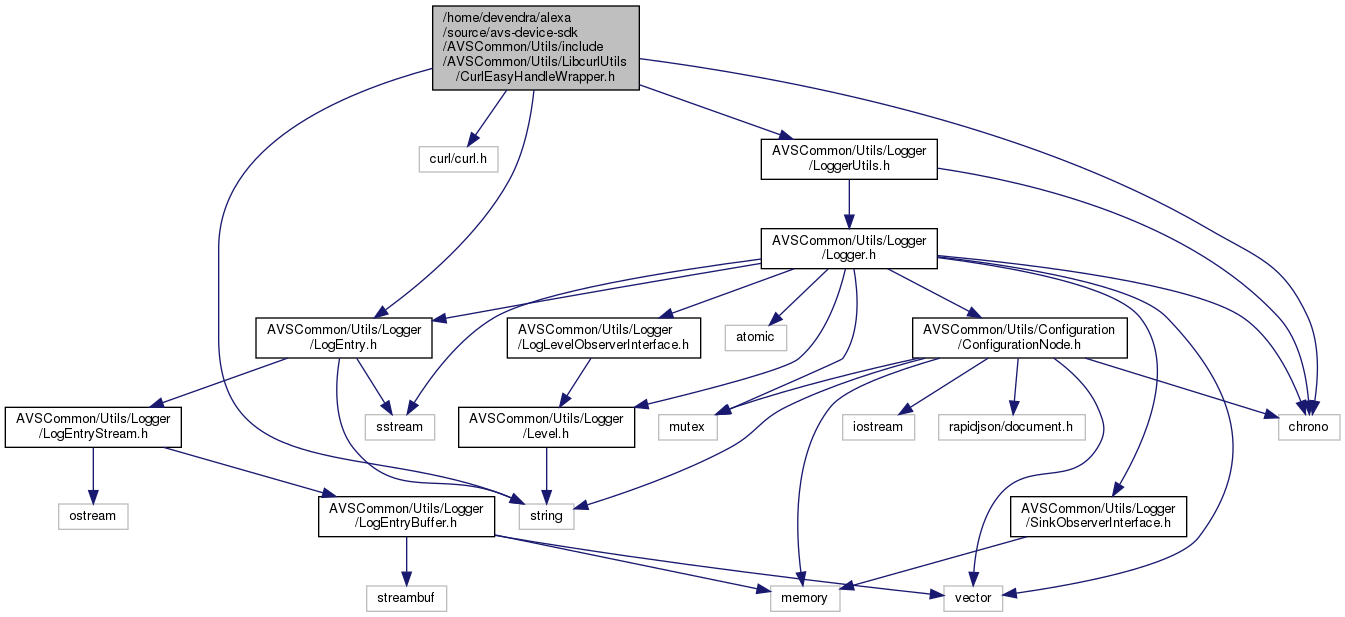 /home/devendra/alexa
/source/avs-device-sdk
/AVSCommon/Utils/include
/AVSCommon/Utils/LibcurlUtils
/CurlEasyHandleWrapper.h
curl/curl.h
AVSCommon/Utils/Logger
/LoggerUtils.h
AVSCommon/Utils/Logger
/Logger.h
AVSCommon/Utils/Logger
/LogEntry.h
AVSCommon/Utils/Logger
/LogLevelObserverInterface.h
atomic
AVSCommon/Utils/Configuration
/ConfigurationNode.h
AVSCommon/Utils/Logger
/LogEntryStream.h
sstream
AVSCommon/Utils/Logger
/Level.h
mutex
iostream
rapidjson/document.h
chrono
ostream
AVSCommon/Utils/Logger
/LogEntryBuffer.h
string
AVSCommon/Utils/Logger
/SinkObserverInterface.h
streambuf
memory
vector